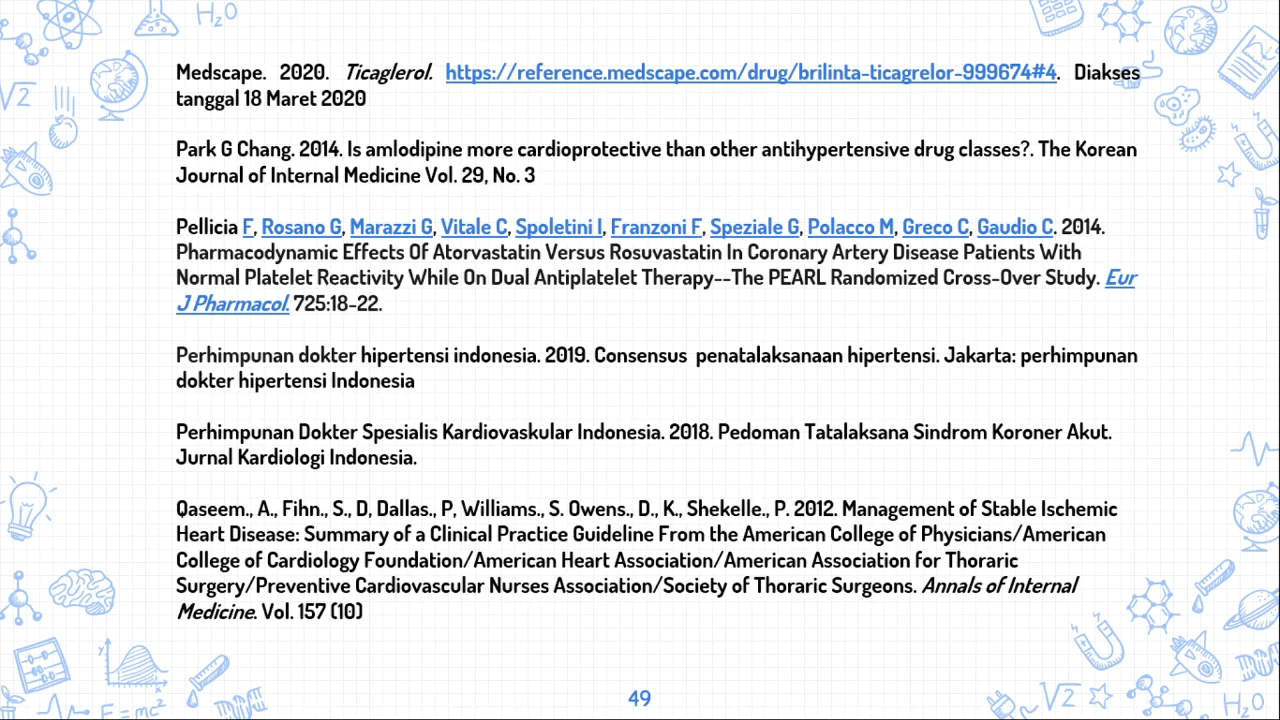 H₂O
√2
Medscape. 2020. Ticaglerol. https://reference.medscape.com/drug/brilinta-ticagrelor-999674#4. Diakses
tanggal 18 Maret 2020
Park G Chang. 2014. Is amlodipine more cardioprotective than other antihypertensive drug classes?. The Korean
Journal of Internal Medicine Vol. 29, No. 3
Pellicia F, Rosano G, Marazzi G, Vitale C, Spoletini I, Franzoni F, Speziale G, Polacco M, Greco C, Gaudio C. 2014.
Pharmacodynamic Effects Of Atorvastatin Versus Rosuvastatin In Coronary Artery Disease Patients With
Normal Platelet Reactivity While On Dual Antiplatelet Therapy--The PEARL Randomized Cross-Over Study. Eur
J Pharmacol. 725:18-22.
Perhimpunan dokter hipertensi indonesia. 2019. Consensus penatalaksanaan hipertensi. Jakarta: perhimpunan
dokter hipertensi Indonesia
Perhimpunan Dokter Spesialis Kardiovaskular Indonesia. 2018. Pedoman Tatalaksana Sindrom Koroner Akut.
Jurnal Kardiologi Indonesia.
Qaseem., A., Fihn., S., D, Dallas., P, Williams., S. Owens., D., K., Shekelle., P. 2012. Management of Stable Ischemic
Heart Disease: Summary of a Clinical Practice Guideline From the American College of Physicians/American
College of Cardiology Foundation/American Heart Association/American Association for Thoraric
Surgery/Preventive Cardiovascular Nurses Association/Society of Thoraric Surgeons. Annals of Internal
Medicine. Vol. 157 (10)
y
x
E=mc²
49
√2
H₂O